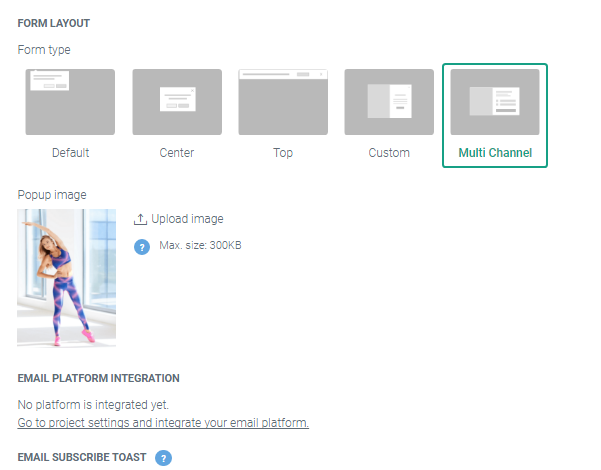 FORM LAYOUT
Form type
Default
Center
Top
Custom
Multi Channel
Popup image
Upload image
? Max. size: 300KB
EMAIL PLATFORM INTEGRATION
No platform is integrated yet.
Go to project settings and integrate your email platform.
EMAIL SUBSCRIBE TOAST ?